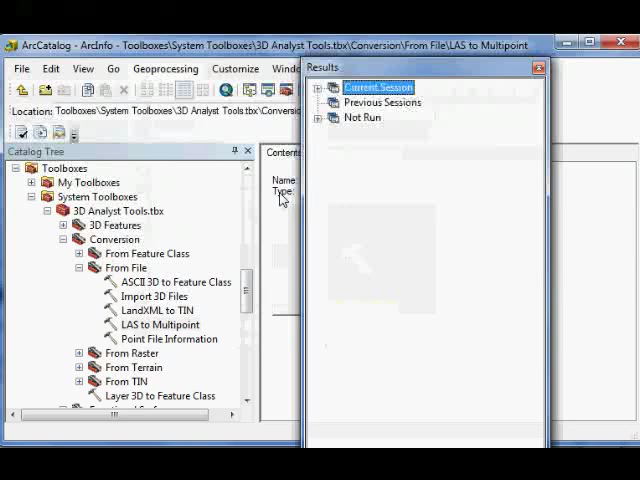 ArcCatalog - ArcInfo - Toolboxes\System Toolboxes\3D Analyst Tools.tbx\Conversion\From File\LAS to Multipoint
File Edit View Go Geoprocessing Customize
Location: Toolboxes\System Toolboxes\3D Analyst Tools.tbx\Conversi
Catalog Tree
Toolboxes
My Toolboxes
System Toolboxes
3D Analyst Tools.tbx
3D Features
Conversion
From Feature Class
From File
ASCII 3D to Feature Class
Import 3D Files
LandXML to TIN
LAS to Multipoint
Point File Information
From Raster
From Terrain
From TIN
Layer 3D to Feature Class
Contents
Name:
Type:
Results
Current Session
Previous Sessions
Not Run